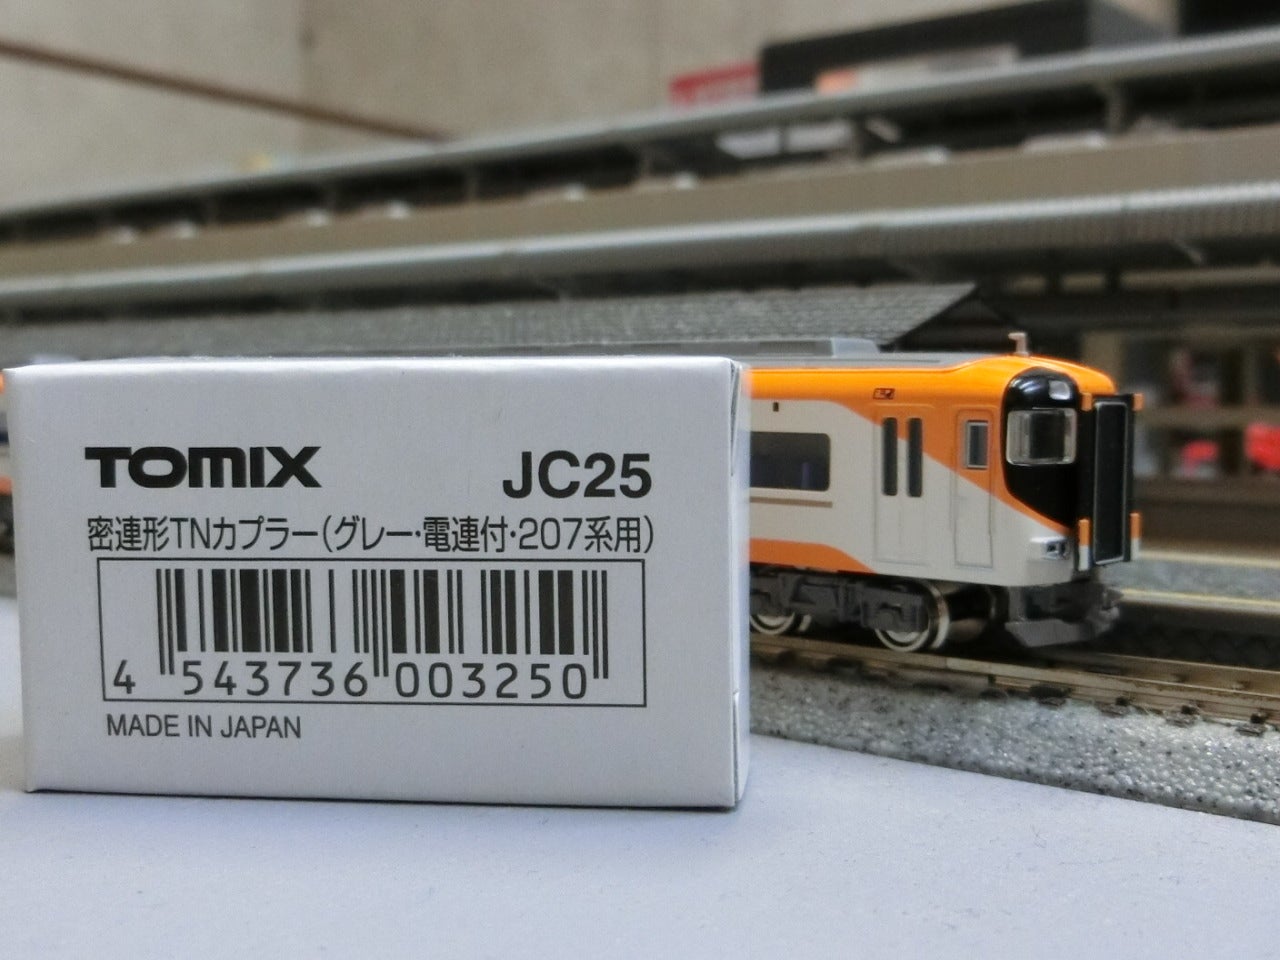 TOMIX JC25
密連形TNカプラー(グレー･電連付･207系用)
4 543736 003250
MADE IN JAPAN